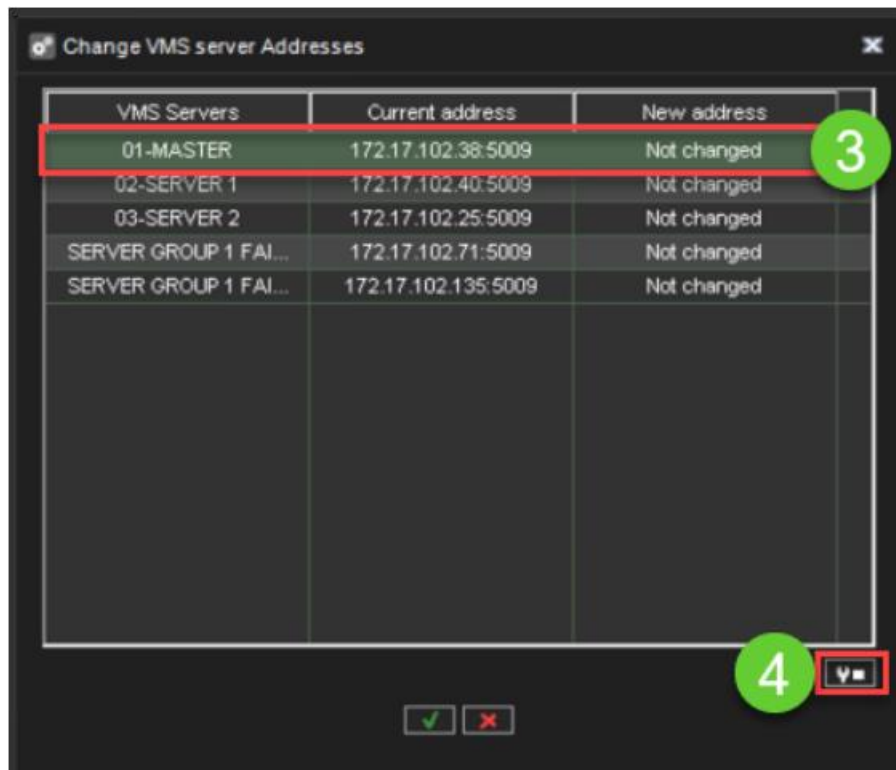 Change VMS server Addresses
VMS Servers Current address New address
01-MASTER 172.17.102.38:5009 Not changed
3
02-SERVER 1 172.17.102.40:5009 Not changed
03-SERVER 2 172.17.102.25:5009 Not changed
SERVER GROUP 1 FAI... 172.17.102.71:5009 Not changed
SERVER GROUP 1 FAI... 172.17.102.135:5009 Not changed
4